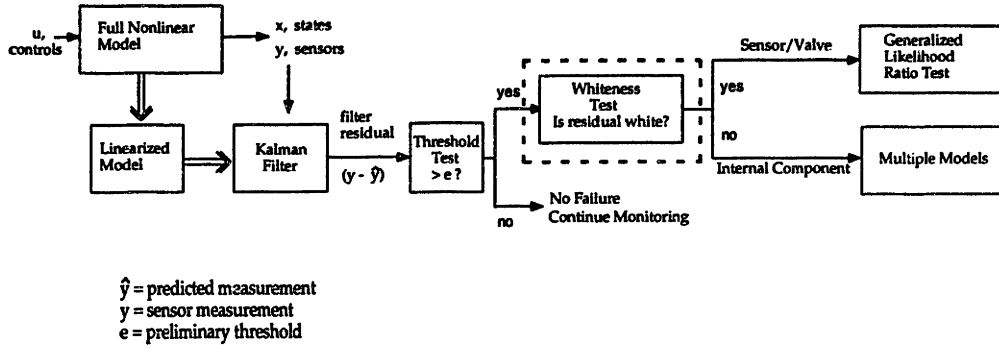 u,
controls
Full Nonlinear
Model
x, states
y, sensors
Linearized
Model
Kalman
Filter
filter
residual
(y - ŷ)
Threshold
Test
> e ?
yes
no
No Failure
Continue Monitoring
Whiteness
Test
Is residual white?
Sensor/Valve
yes
no
Internal Component
Generalized
Likelihood
Ratio Test
Multiple Models
ŷ = predicted measurement
y = sensor measurement
e = preliminary threshold